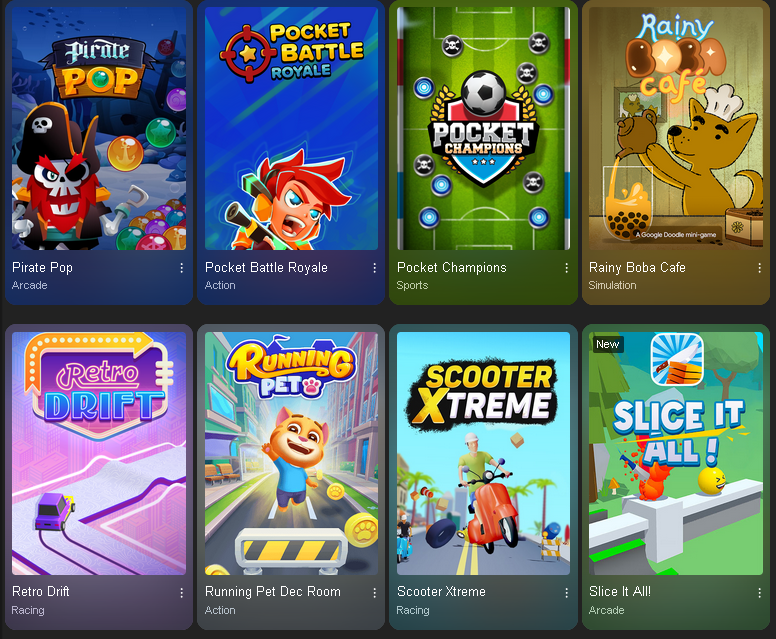 Pirate
POP
Pirate Pop
Arcade
POCKET
BATTLE
ROYALE
Pocket Battle Royale
Action
POCKET
CHAMPIONS
Pocket Champions
Sports
Rainy
BOBA
cafe
A Google Doodle mini-game
Rainy Boba Cafe
Simulation
Retro
DRIFT
Retro Drift
Racing
RUNNING
PET
Running Pet Dec Room
Action
SCOOTER
XTREME
Scooter Xtreme
Racing
New
SLICE IT
ALL!
Slice It All!
Arcade